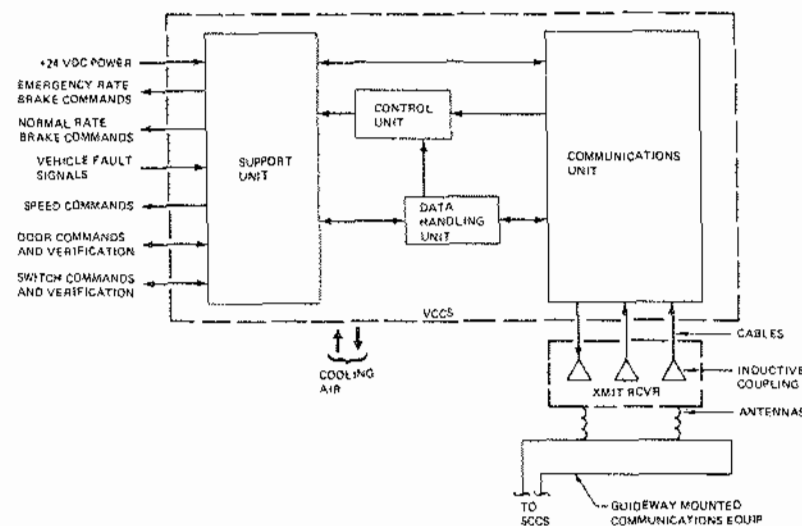 +24 VDC POWER
EMERGENCY RATE
BRAKE COMMANDS
NORMAL RATE
BRAKE COMMANDS
VEHICLE FAULT
SIGNALS
SPEED COMMANDS
DOOR COMMANDS
AND VERIFICATION
SWITCH COMMANDS
AND VERIFICATION
SUPPORT
UNIT
CONTROL
UNIT
DATA
HANDLING
UNIT
COMMUNICATIONS
UNIT
VCCS
COOLING
AIR
CABLES
INDUCTIVE
COUPLING
XMIT RCVR
ANTENNAS
TO
SCCS
GUIDEWAY MOUNTED
COMMUNICATIONS EQUIP